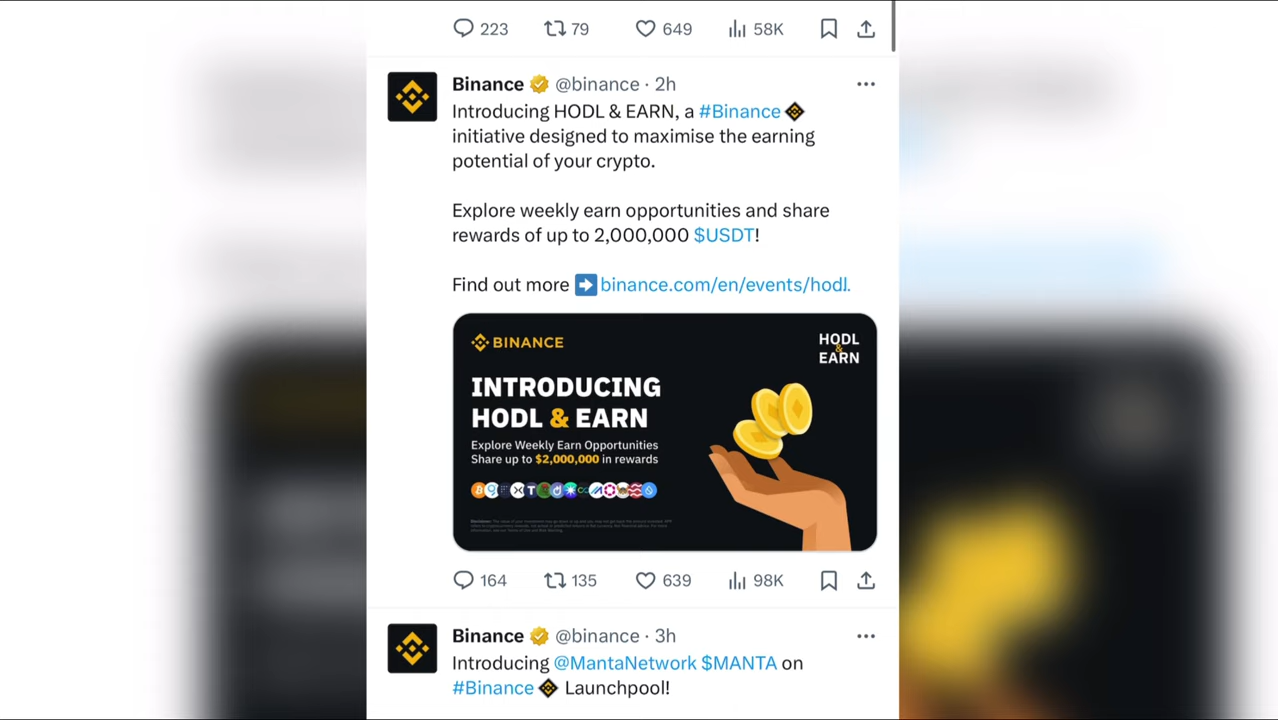 223 79 649 58K
Binance @binance · 2h
Introducing HODL & EARN, a #Binance
initiative designed to maximise the earning
potential of your crypto.
Explore weekly earn opportunities and share
rewards of up to 2,000,000 $USDT!
Find out more ➡️ binance.com/en/events/hodl.
BINANCE
HODL
&
EARN
INTRODUCING
HODL & EARN
Explore Weekly Earn Opportunities
Share up to $2,000,000 in rewards
164 135 639 98K
Binance @binance · 3h
Introducing @MantaNetwork $MANTA on
#Binance Launchpool!